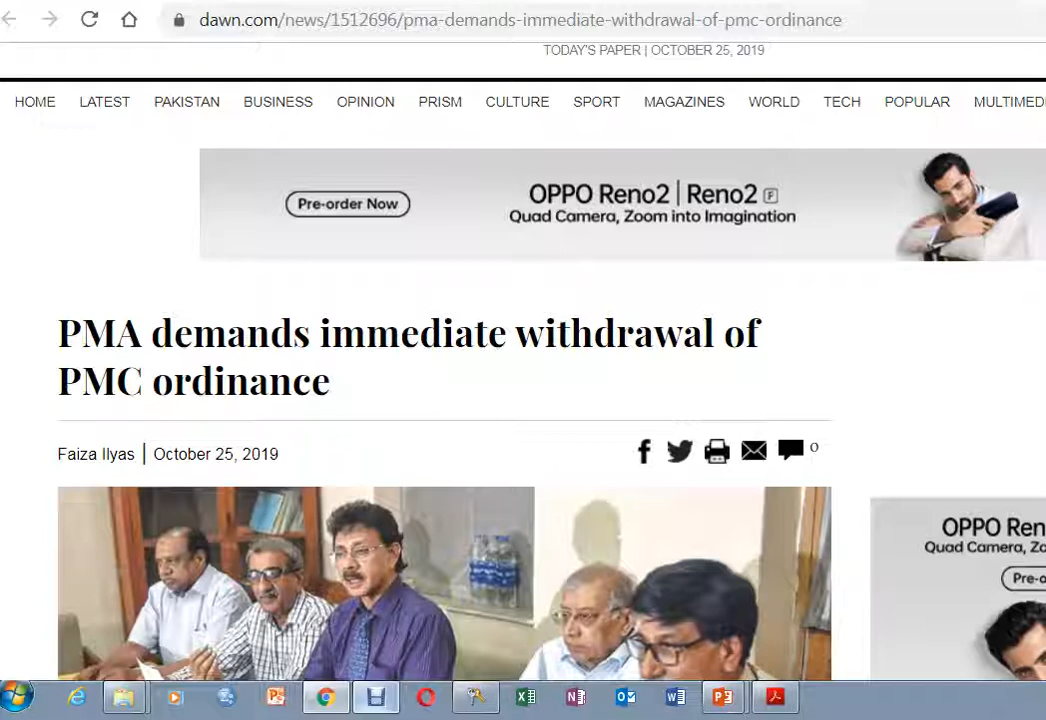 dawn.com/news/1512696/pma-demands-immediate-withdrawal-of-pmc-ordinance
TODAY'S PAPER | OCTOBER 25, 2019
HOME LATEST PAKISTAN BUSINESS OPINION PRISM CULTURE SPORT MAGAZINES WORLD TECH POPULAR MULTIMED
Pre-order Now
OPPO Reno2 | Reno2 F
Quad Camera, Zoom into Imagination
PMA demands immediate withdrawal of
PMC ordinance
Faiza Ilyas | October 25, 2019
0
OPPO Ren
Quad Camera, Zo
Pre-o